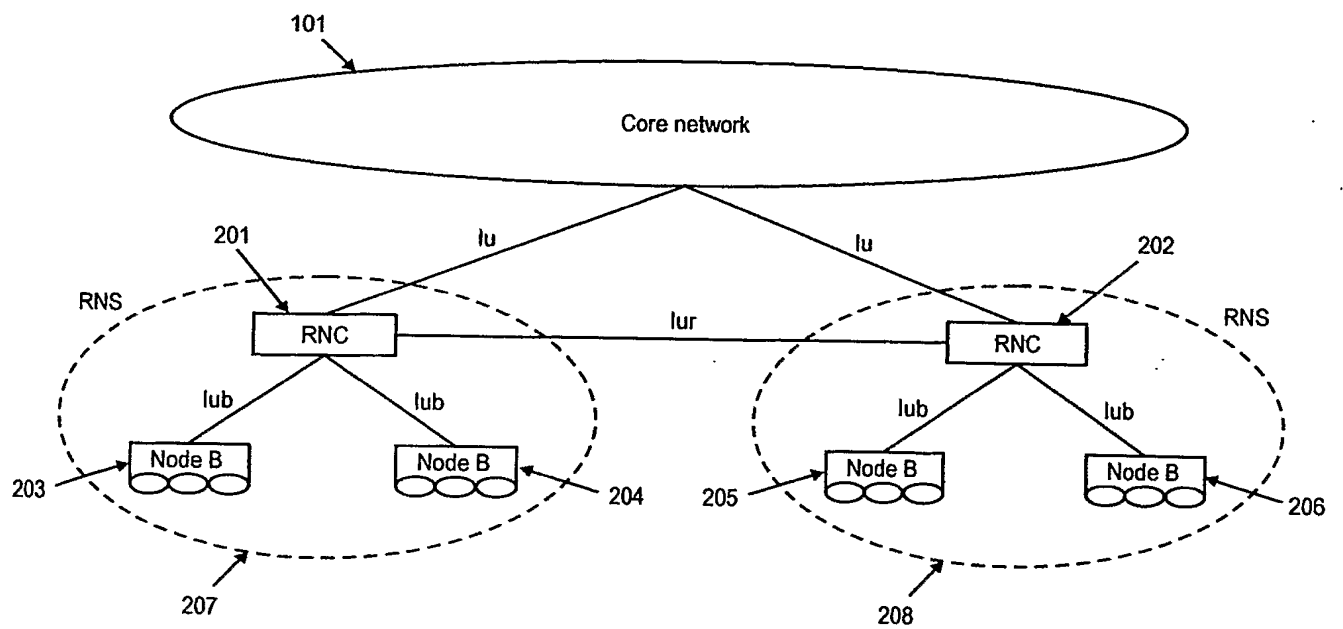 101
Core network
201
Iu
Iu
202
RNS
RNS
RNC
Iur
RNC
Iub
Iub
Iub
Iub
Node B
Node B
Node B
Node B
203
204
205
206
207
208